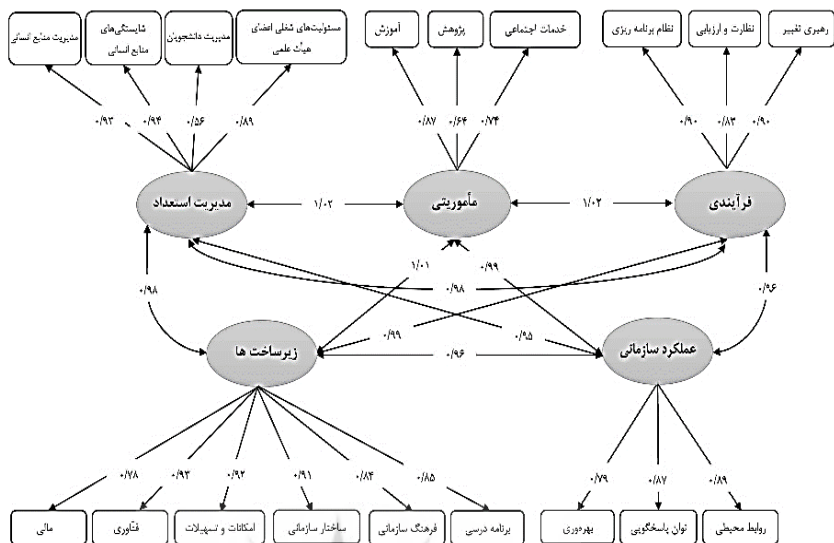 رهبری تغییر
نظارت و ارزیابی
نظام برنامه ریزی
خدمات اجتماعی
پژوهش
آموزش
مسئولیت‌های شغلی اعضای
هیأت علمی
مدیریت دانشجویان
شایستگی‌های
منابع انسانی
مدیریت منابع انسانی
۰/۹۰
۰/۸۳
۰/۹۰
۰/۷۴
۰/۶۴
۰/۸۷
۰/۸۹
۰/۵۶
۰/۹۴
۰/۹۳
فرآیندی
۱/۰۲
مأموریتی
۱/۰۲
مدیریت استعداد
۰/۹۶
۰/۹۹
۰/۹۸
۱/۰۱
۰/۹۸
۰/۹۵
۰/۹۹
عملکرد سازمانی
۰/۹۶
زیرساخت ها
۰/۸۹
۰/۸۷
۰/۷۹
۰/۸۵
۰/۸۴
۰/۹۱
۰/۹۲
۰/۹۳
۰/۷۸
روابط محیطی
توان پاسخگویی
بهره‌وری
برنامه درسی
فرهنگ سازمانی
ساختار سازمانی
امکانات و تسهیلات
فنّاوری
مالی